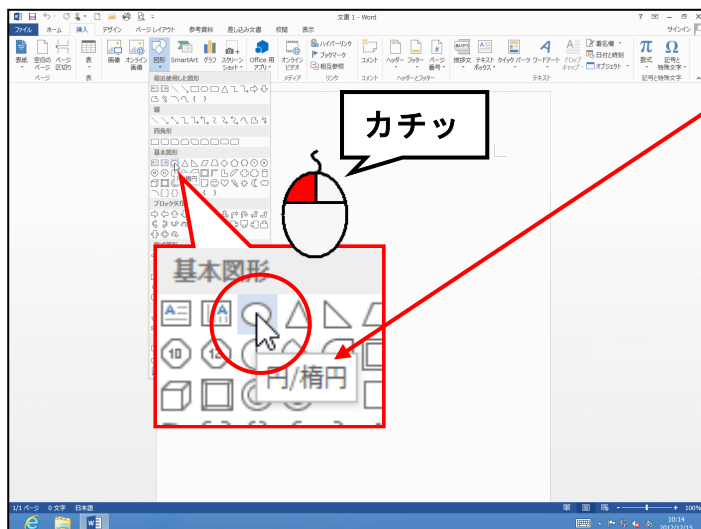 文書 1 - Word
ファイル ホーム 挿入 デザイン ページ レイアウト 参考資料 差し込み文書 校閲 表示
サインイン
表紙 空白の ページ 表 画像 オンライン 図形 SmartArt グラフ スクリーン Office 用 オンライン ハイパーリンク コメント ヘッダー フッター ページ 挨拶文 テキスト クイック パーツ ワードアート ドロップ 署名欄 数式 記号と
ページ 区切り 画像 ショット アプリ ビデオ ブックマーク 番号 ボックス キャップ 日付と時刻 特殊文字
相互参照 オブジェクト
ページ 表 メディア リンク コメント ヘッダーとフッター テキスト 記号と特殊文字
最近使用した図形
線
四角形
基本図形
ブロック矢印
カチッ
基本図形
円/楕円
1/1 ページ 0 文字 日本語
100%
10:14
2012/12/15